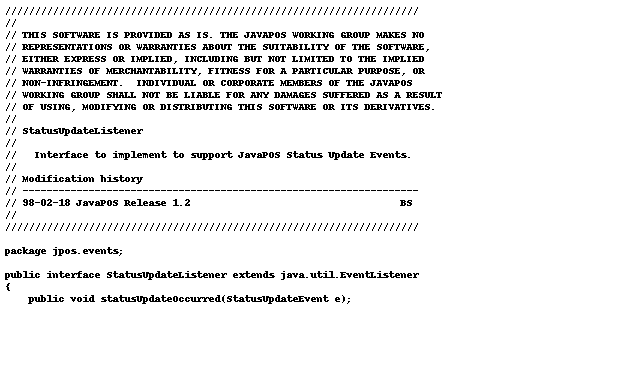 //////////////////////////////////////////////////////////////////////
//
// THIS SOFTWARE IS PROVIDED AS IS. THE JAVAPOS WORKING GROUP MAKES NO
// REPRESENTATIONS OR WARRANTIES ABOUT THE SUITABILITY OF THE SOFTWARE,
// EITHER EXPRESS OR IMPLIED, INCLUDING BUT NOT LIMITED TO THE IMPLIED
// WARRANTIES OF MERCHANTABILITY, FITNESS FOR A PARTICULAR PURPOSE, OR
// NON-INFRINGEMENT.  INDIVIDUAL OR CORPORATE MEMBERS OF THE JAVAPOS
// WORKING GROUP SHALL NOT BE LIABLE FOR ANY DAMAGES SUFFERED AS A RESULT
// OF USING, MODIFYING OR DISTRIBUTING THIS SOFTWARE OR ITS DERIVATIVES.
//
// StatusUpdateListener
//
//   Interface to implement to support JavaPOS Status Update Events.
//
// Modification history
// ------------------------------------------------------------------
// 98-02-18 JavaPOS Release 1.2                                   BS
//
//////////////////////////////////////////////////////////////////////

package jpos.events;

public interface StatusUpdateListener extends java.util.EventListener
{
    public void statusUpdateOccurred(StatusUpdateEvent e);